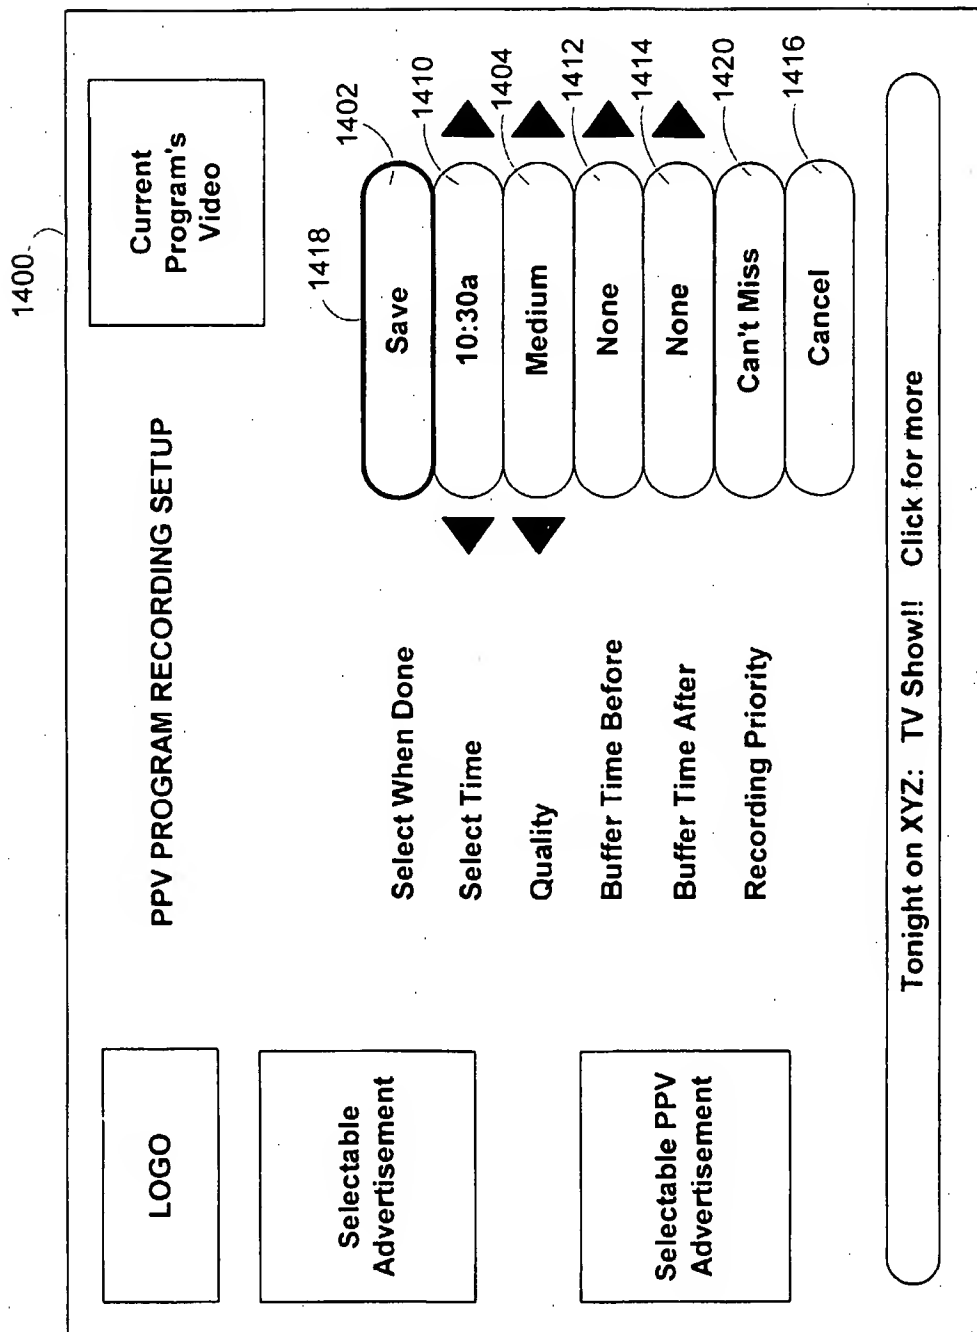 1400
LOGO
PPV PROGRAM RECORDING SETUP
Current
Program's
Video
Selectable
Advertisement
Selectable PPV
Advertisement
1418
1402
Select When Done
Save
1410
Select Time
10:30a
1404
Quality
Medium
1412
Buffer Time Before
None
1414
Buffer Time After
None
1420
Recording Priority
Can't Miss
1416
Cancel
Tonight on XYZ: TV Show!! Click for more